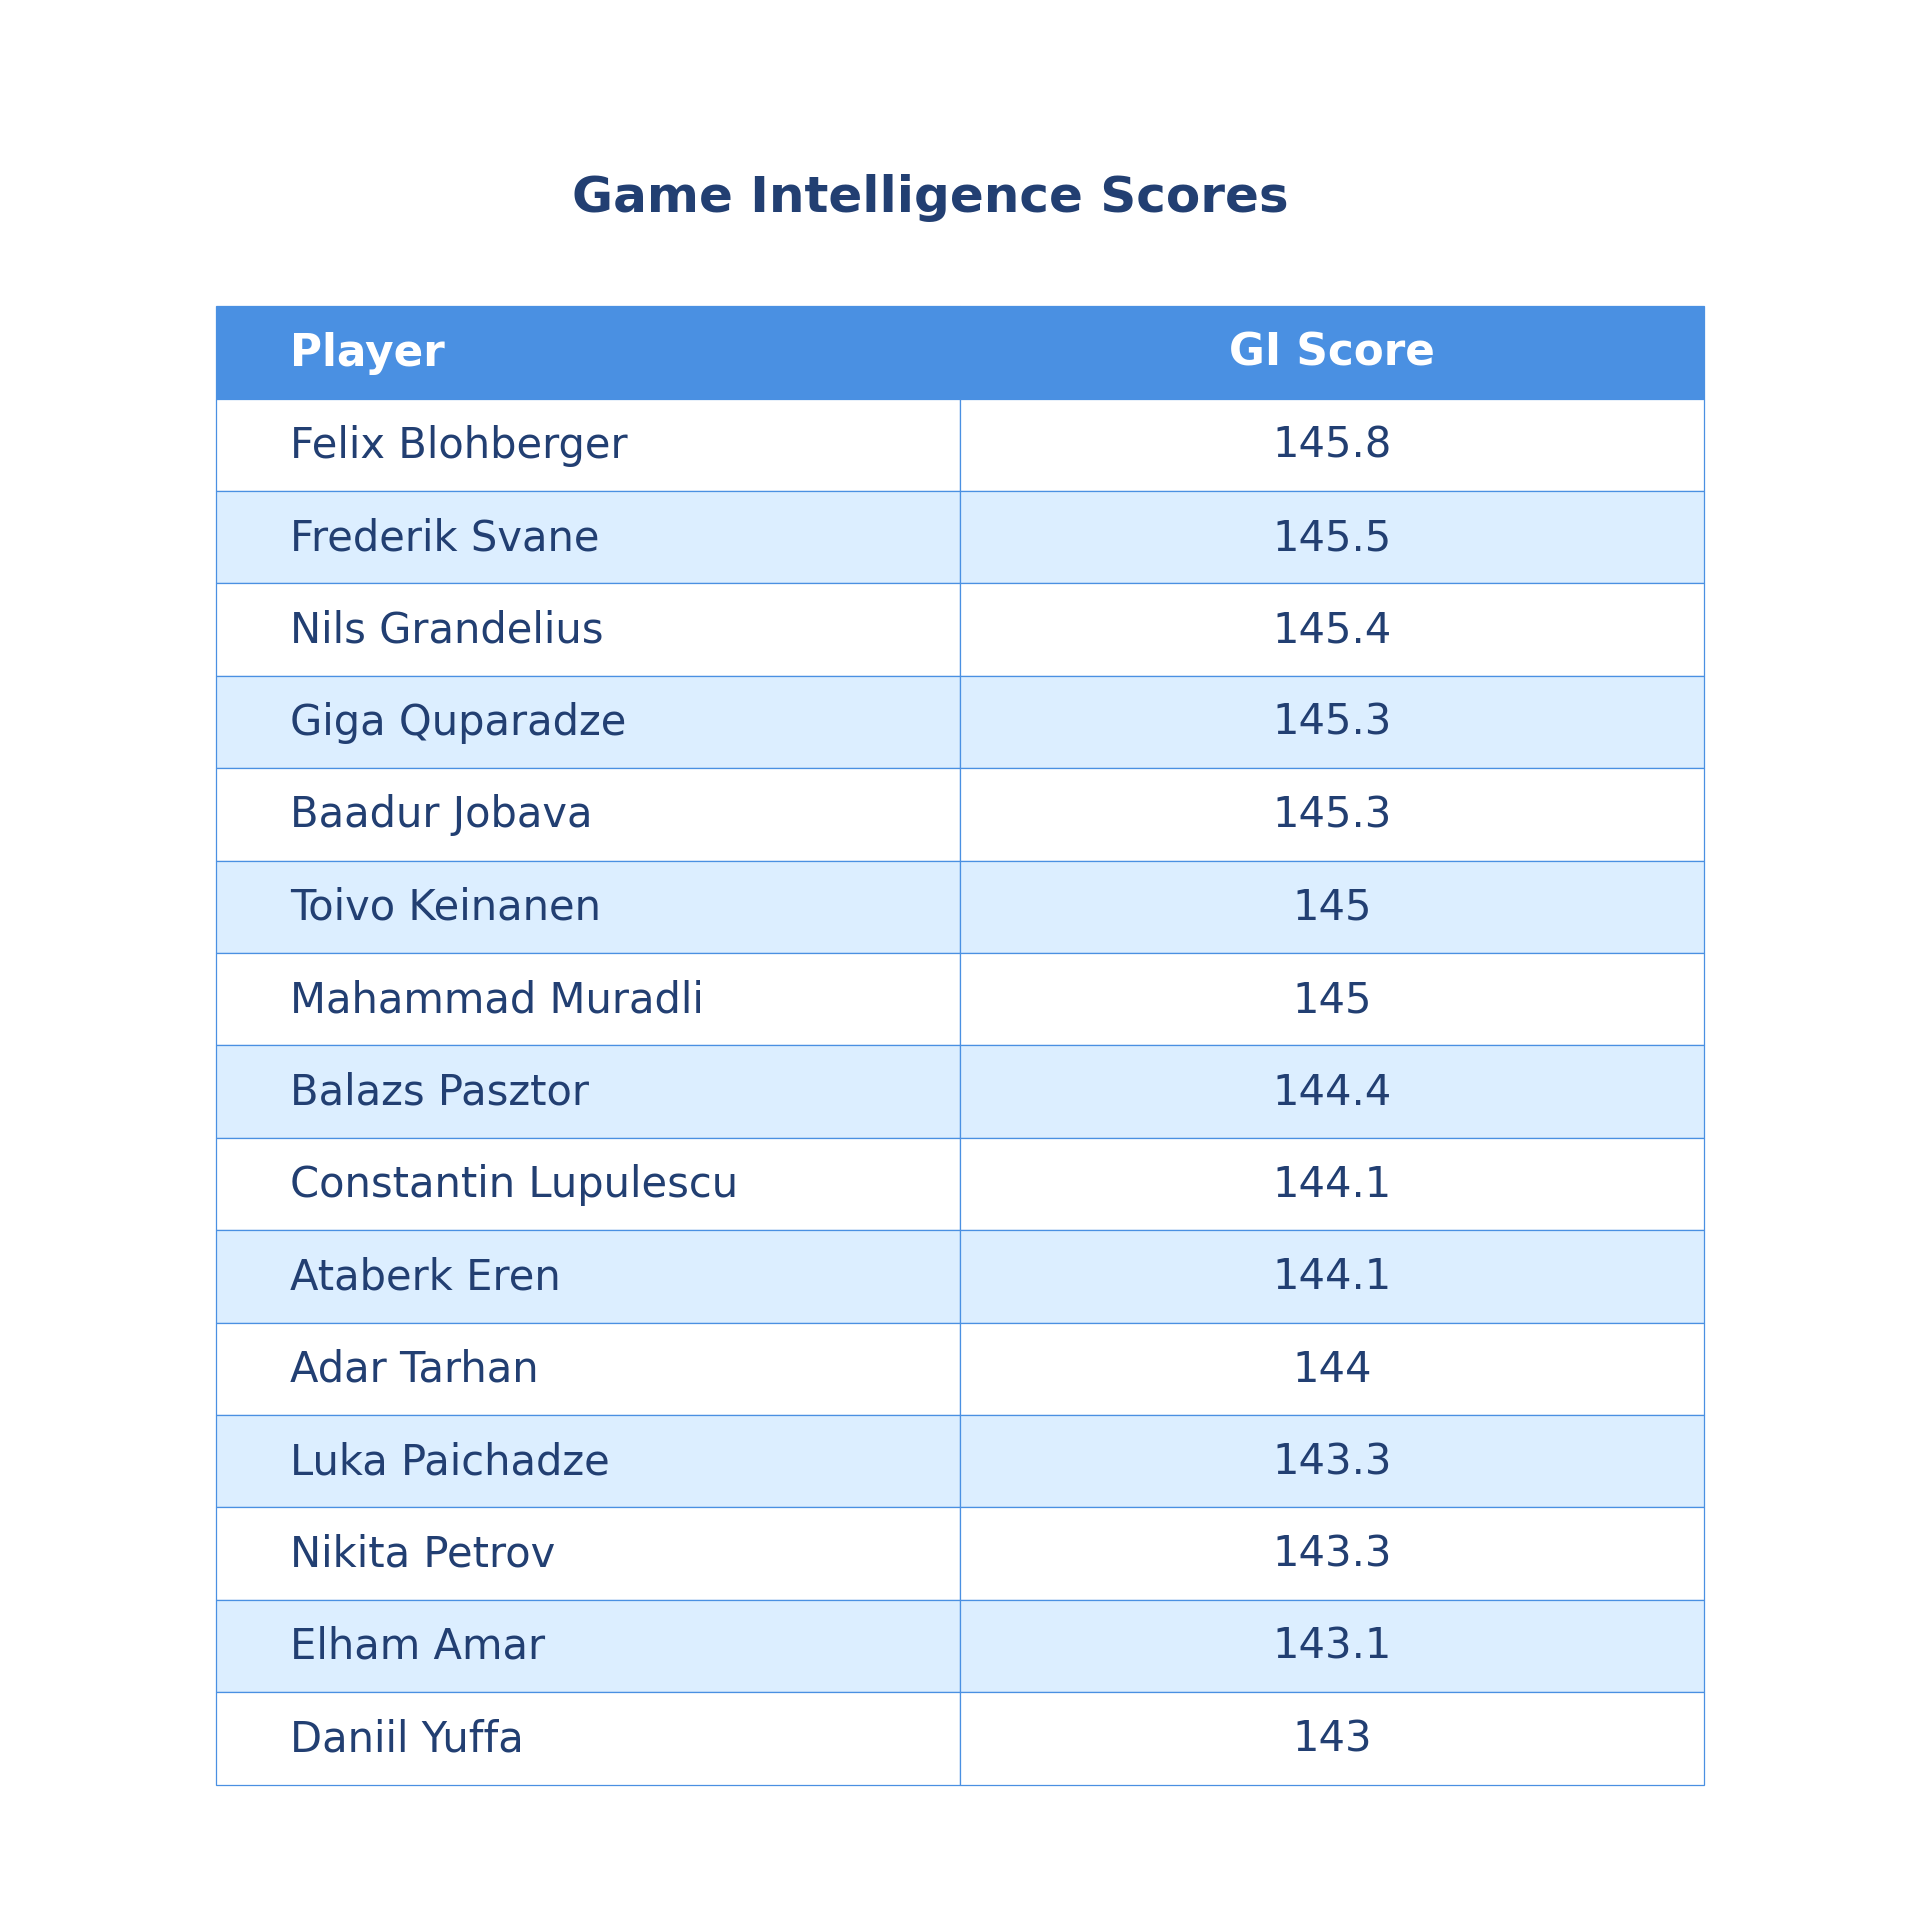 Game Intelligence Scores
Player GI Score
Felix Blohberger 145.8
Frederik Svane 145.5
Nils Grandelius 145.4
Giga Quparadze 145.3
Baadur Jobava 145.3
Toivo Keinanen 145
Mahammad Muradli 145
Balazs Pasztor 144.4
Constantin Lupulescu 144.1
Ataberk Eren 144.1
Adar Tarhan 144
Luka Paichadze 143.3
Nikita Petrov 143.3
Elham Amar 143.1
Daniil Yuffa 143